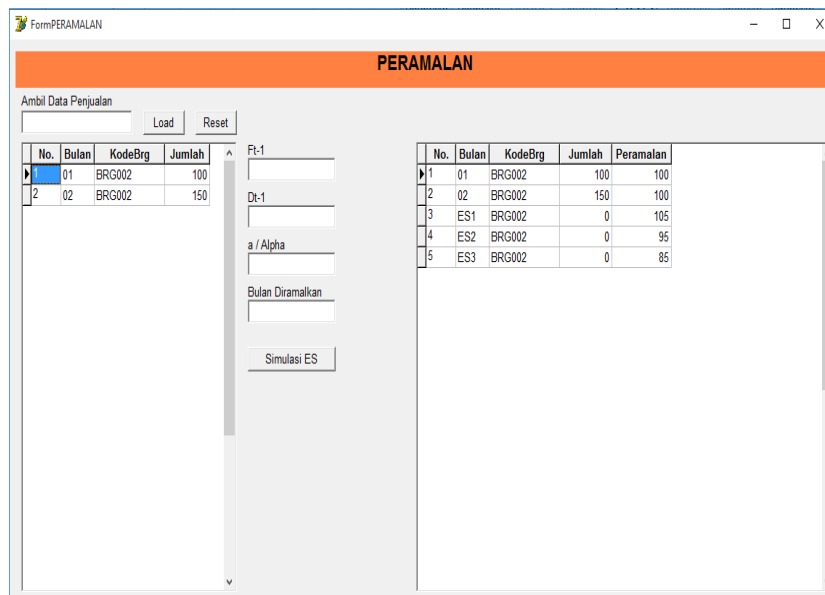 FormPERAMALAN
PERAMALAN
Ambil Data Penjualan
Load Reset
No. Bulan KodeBrg Jumlah
1 01 BRG002 100
2 02 BRG002 150
Ft-1
Dt-1
a / Alpha
Bulan Diramalkan
Simulasi ES
No. Bulan KodeBrg Jumlah Peramalan
1 01 BRG002 100 100
2 02 BRG002 150 100
3 ES1 BRG002 0 105
4 ES2 BRG002 0 95
5 ES3 BRG002 0 85